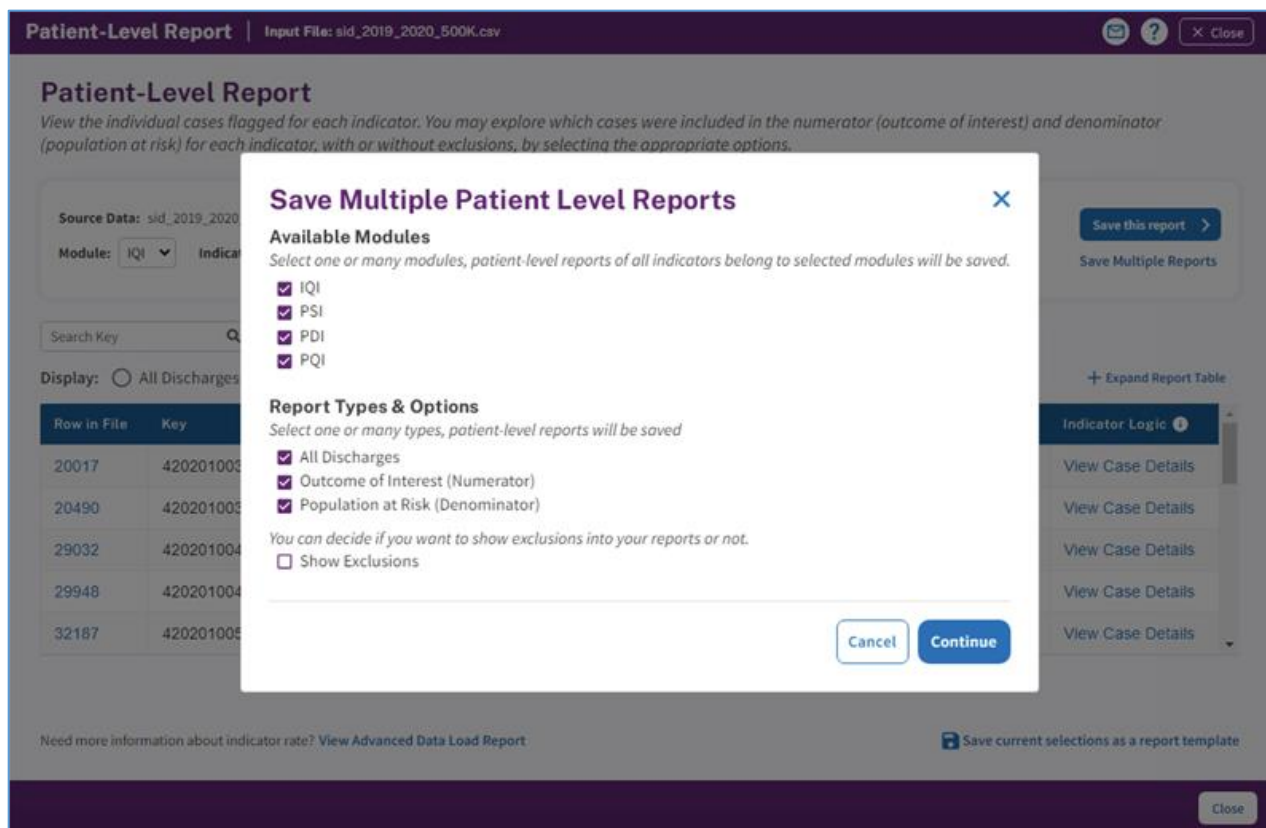 Patient-Level Report | Input File: sid_2019_2020_500K.csv
? × Close
Patient-Level Report
View the individual cases flagged for each indicator. You may explore which cases were included in the numerator (outcome of interest) and denominator
(population at risk) for each indicator, with or without exclusions, by selecting the appropriate options.
Source Data: sid_2019_2020
Module: IQI
Save this report
Save Multiple Reports
Search Key
Display: All Discharges
+ Expand Report Table
Row in File Key Indicator Logic
20017 420201003 View Case Details
20490 420201003 View Case Details
29032 420201004 View Case Details
29948 420201004 View Case Details
32187 420201005 View Case Details
Save Multiple Patient Level Reports
Available Modules
Select one or many modules, patient-level reports of all indicators belong to selected modules will be saved.
IQI
PSI
PDI
PQI
Report Types & Options
Select one or many types, patient-level reports will be saved
All Discharges
Outcome of Interest (Numerator)
Population at Risk (Denominator)
You can decide if you want to show exclusions into your reports or not.
Show Exclusions
Cancel Continue
Need more information about indicator rate? View Advanced Data Load Report
Save current selections as a report template
Close